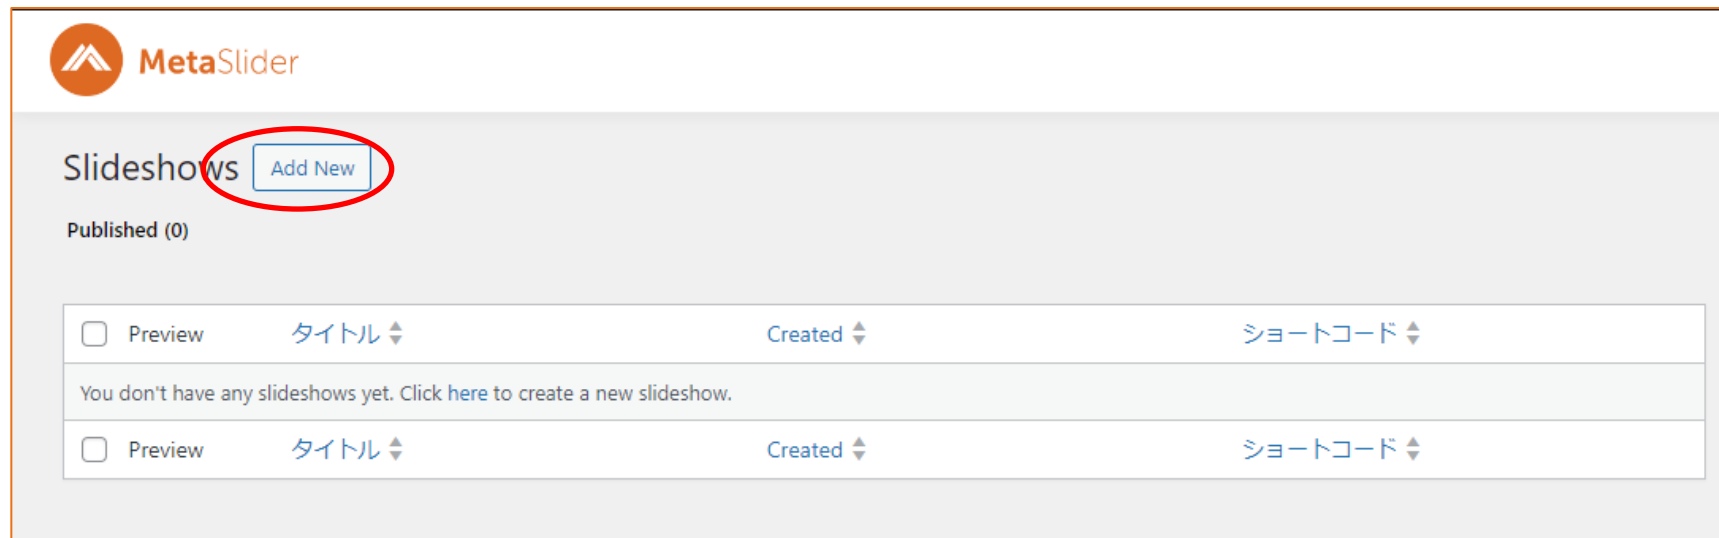 MetaSlider
Slideshows Add New
Published (0)
Preview タイトル Created ショートコード
You don't have any slideshows yet. Click here to create a new slideshow.
Preview タイトル Created ショートコード